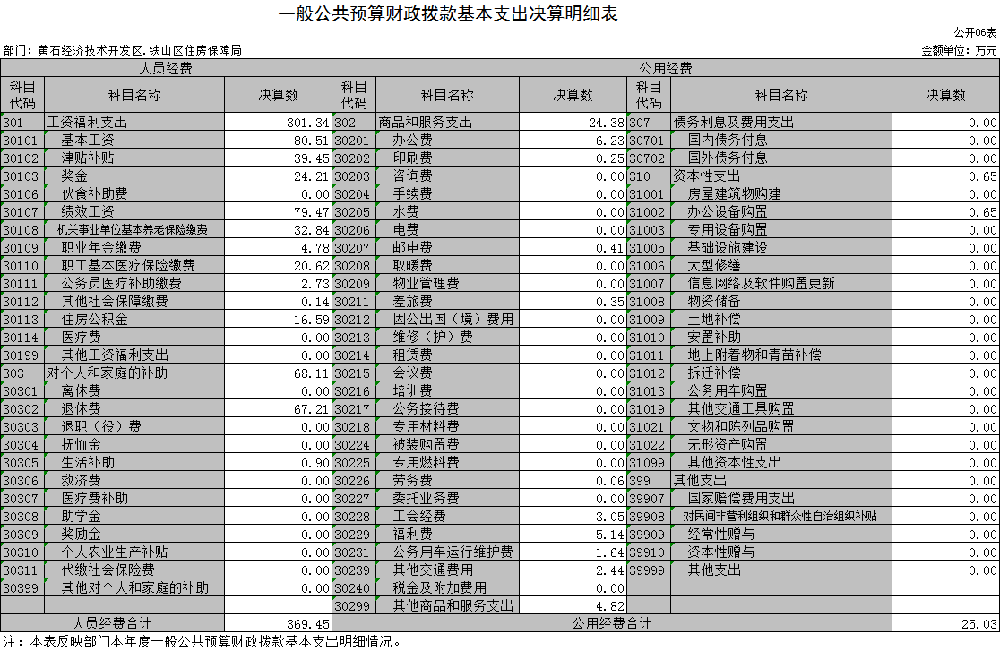 一般公共预算财政拨款基本支出决算明细表
公开06表
部门：黄石经济技术开发区.铁山区住房保障局 金额单位：万元
人员经费 公用经费
科目代码 科目名称 决算数 科目代码 科目名称 决算数 科目代码 科目名称 决算数
301 工资福利支出 301.34 302 商品和服务支出 24.38 307 债务利息及费用支出 0.00
30101 基本工资 80.51 30201 办公费 6.23 30701 国内债务付息 0.00
30102 津贴补贴 39.45 30202 印刷费 0.25 30702 国外债务付息 0.00
30103 奖金 24.21 30203 咨询费 0.00 310 资本性支出 0.65
30106 伙食补助费 0.00 30204 手续费 0.00 31001 房屋建筑物购建 0.00
30107 绩效工资 79.47 30205 水费 0.00 31002 办公设备购置 0.65
30108 机关事业单位基本养老保险缴费 32.84 30206 电费 0.00 31003 专用设备购置 0.00
30109 职业年金缴费 4.78 30207 邮电费 0.41 31005 基础设施建设 0.00
30110 职工基本医疗保险缴费 20.62 30208 取暖费 0.00 31006 大型修缮 0.00
30111 公务员医疗补助缴费 2.73 30209 物业管理费 0.00 31007 信息网络及软件购置更新 0.00
30112 其他社会保障缴费 0.14 30211 差旅费 0.35 31008 物资储备 0.00
30113 住房公积金 16.59 30212 因公出国（境）费用 0.00 31009 土地补偿 0.00
30114 医疗费 0.00 30213 维修（护）费 0.00 31010 安置补助 0.00
30199 其他工资福利支出 0.00 30214 租赁费 0.00 31011 地上附着物和青苗补偿 0.00
303 对个人和家庭的补助 68.11 30215 会议费 0.00 31012 拆迁补偿 0.00
30301 离休费 0.00 30216 培训费 0.00 31013 公务用车购置 0.00
30302 退休费 67.21 30217 公务接待费 0.00 31019 其他交通工具购置 0.00
30303 退职（役）费 0.00 30218 专用材料费 0.00 31021 文物和陈列品购置 0.00
30304 抚恤金 0.00 30224 被装购置费 0.00 31022 无形资产购置 0.00
30305 生活补助 0.90 30225 专用燃料费 0.00 31099 其他资本性支出 0.00
30306 救济费 0.00 30226 劳务费 0.06 399 其他支出 0.00
30307 医疗费补助 0.00 30227 委托业务费 0.00 39907 国家赔偿费用支出 0.00
30308 助学金 0.00 30228 工会经费 3.05 39908 对民间非营利组织和群众性自治组织补贴 0.00
30309 奖励金 0.00 30229 福利费 5.14 39909 经常性赠与 0.00
30310 个人农业生产补贴 0.00 30231 公务用车运行维护费 1.64 39910 资本性赠与 0.00
30311 代缴社会保险费 0.00 30239 其他交通费用 2.44 39999 其他支出 0.00
30399 其他对个人和家庭的补助 0.00 30240 税金及附加费用 0.00
30299 其他商品和服务支出 4.82
人员经费合计 369.45 公用经费合计 25.03
注：本表反映部门本年度一般公共预算财政拨款基本支出明细情况。